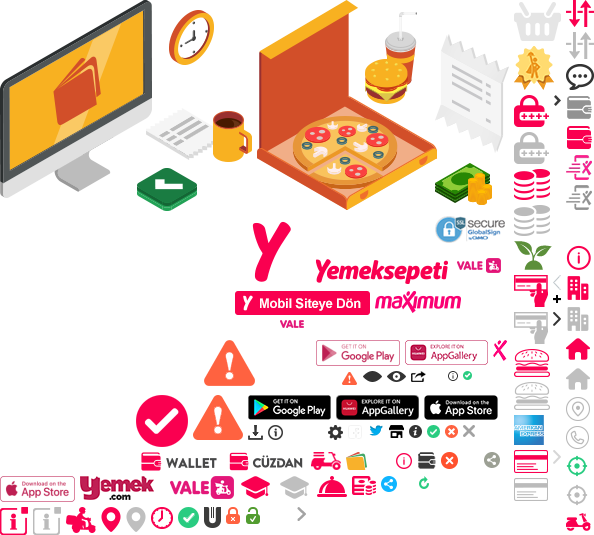 SSL
secure
GlobalSign
by GMO
Yemeksepeti
VALE
Mobil Siteye Dön
maximum
VALE
GET IT ON
Google Play
EXPLORE IT ON
AppGallery
GET IT ON
Google Play
EXPLORE IT ON
AppGallery
Download on the
App Store
AMERICAN
EXPRESS
WALLET
CÜZDAN
Download on the
App Store
Yemek
.com
VALE